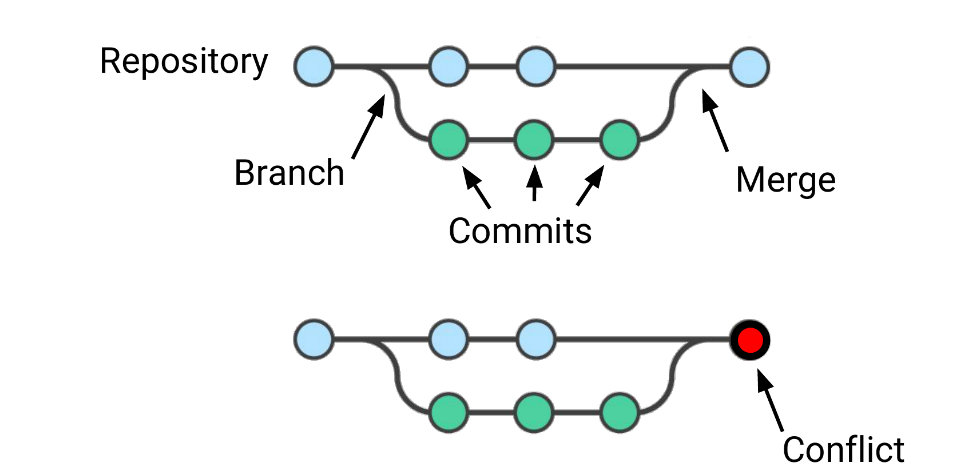 Repository
Branch
Merge
Commits
Conflict